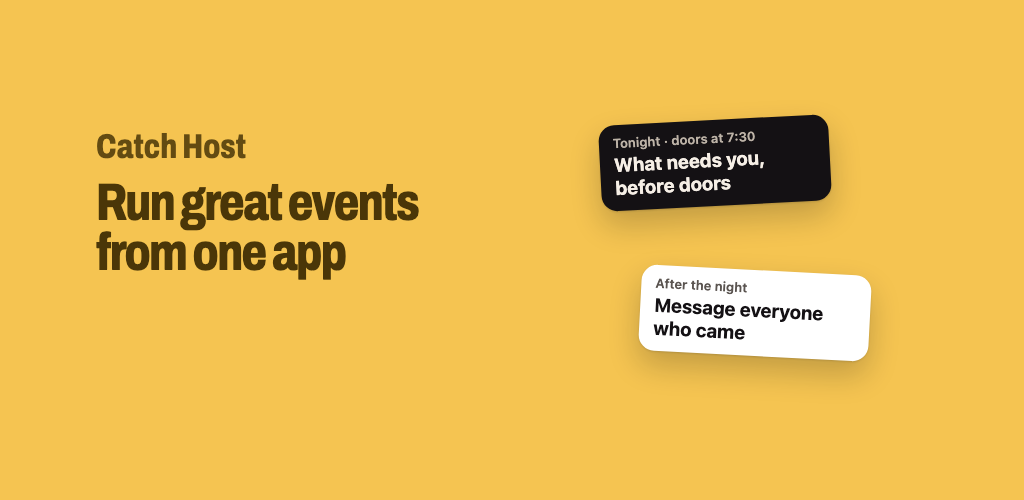 Catch Host
Run great events
from one app
Tonight · doors at 7:30
What needs you,
before doors
After the night
Message everyone
who came